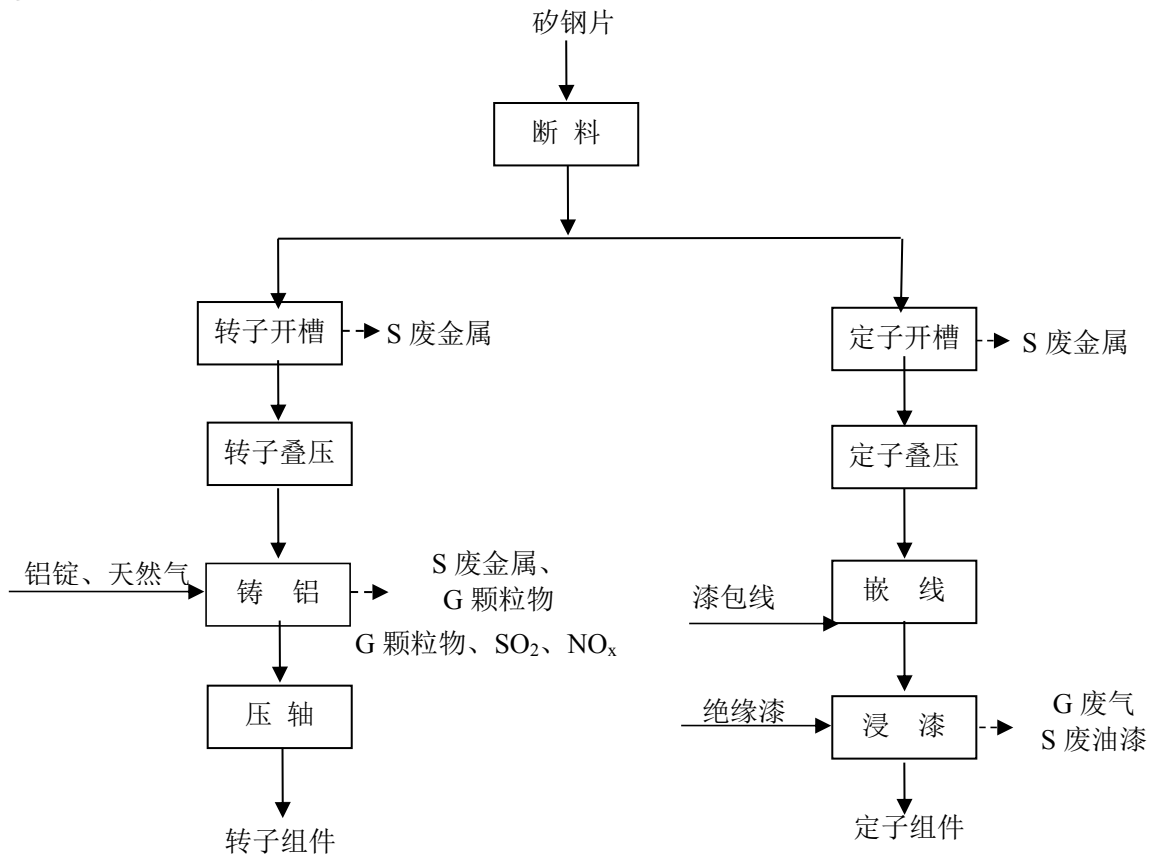 矽钢片
断 料
转子开槽
S 废金属
定子开槽
S 废金属
转子叠压
定子叠压
铝锭、天然气
铸 铝
S 废金属、
G 颗粒物
G 颗粒物、SO₂、NOₓ
漆包线
嵌 线
压 轴
绝缘漆
浸 漆
G 废气
S 废油漆
转子组件
定子组件